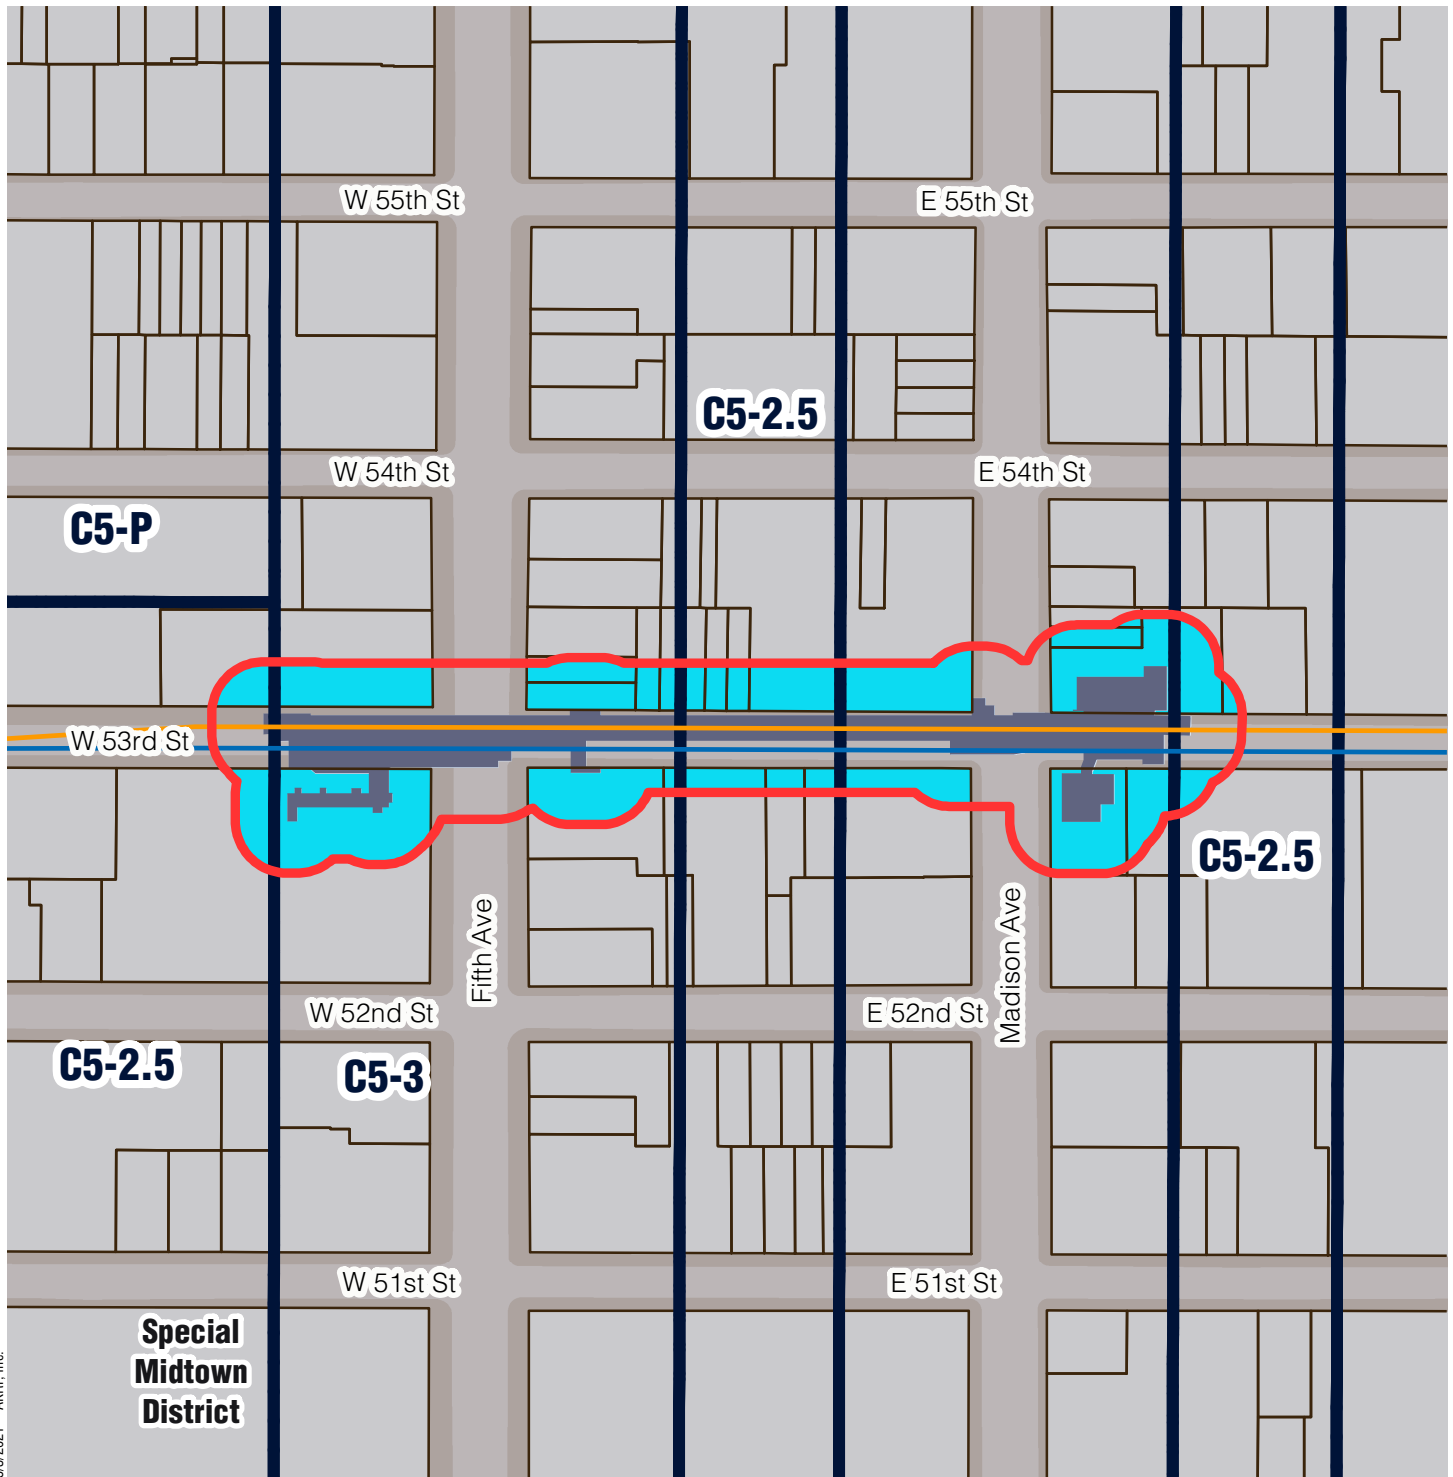 W 55th St
E 55th St
C5-2.5
W 54th St
E 54th St
C5-P
W 53rd St
C5-2.5
Fifth Ave
Madison Ave
W 52nd St
E 52nd St
C5-2.5
C5-3
W 51st St
E 51st St
Special
Midtown
District